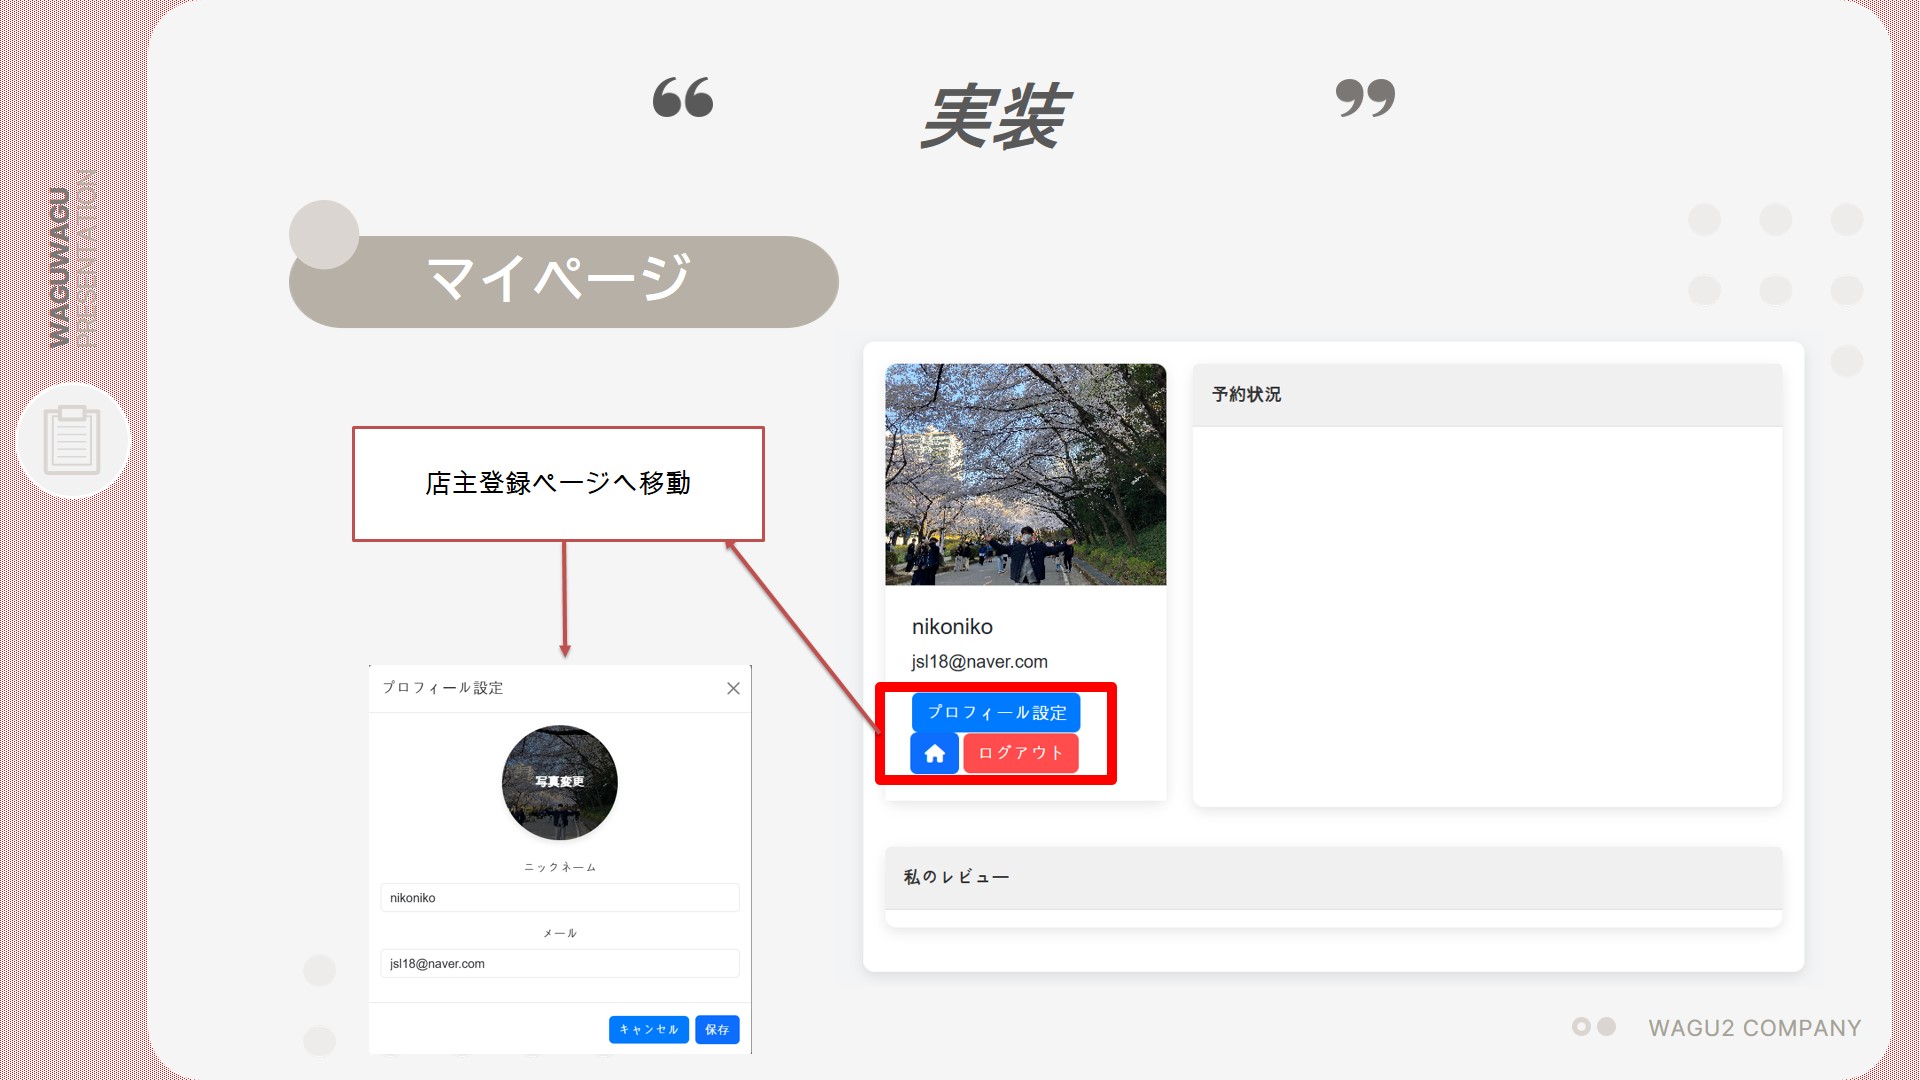 “ 実装 ”
WAGUWAGU
PRESENTATION
マイページ
店主登録ページへ移動
プロフィール設定
写真変更
ニックネーム
nikoniko
メール
jsl18@naver.com
キャンセル 保存
nikoniko
jsl18@naver.com
プロフィール設定
ログアウト
予約状況
私のレビュー
WAGU2 COMPANY